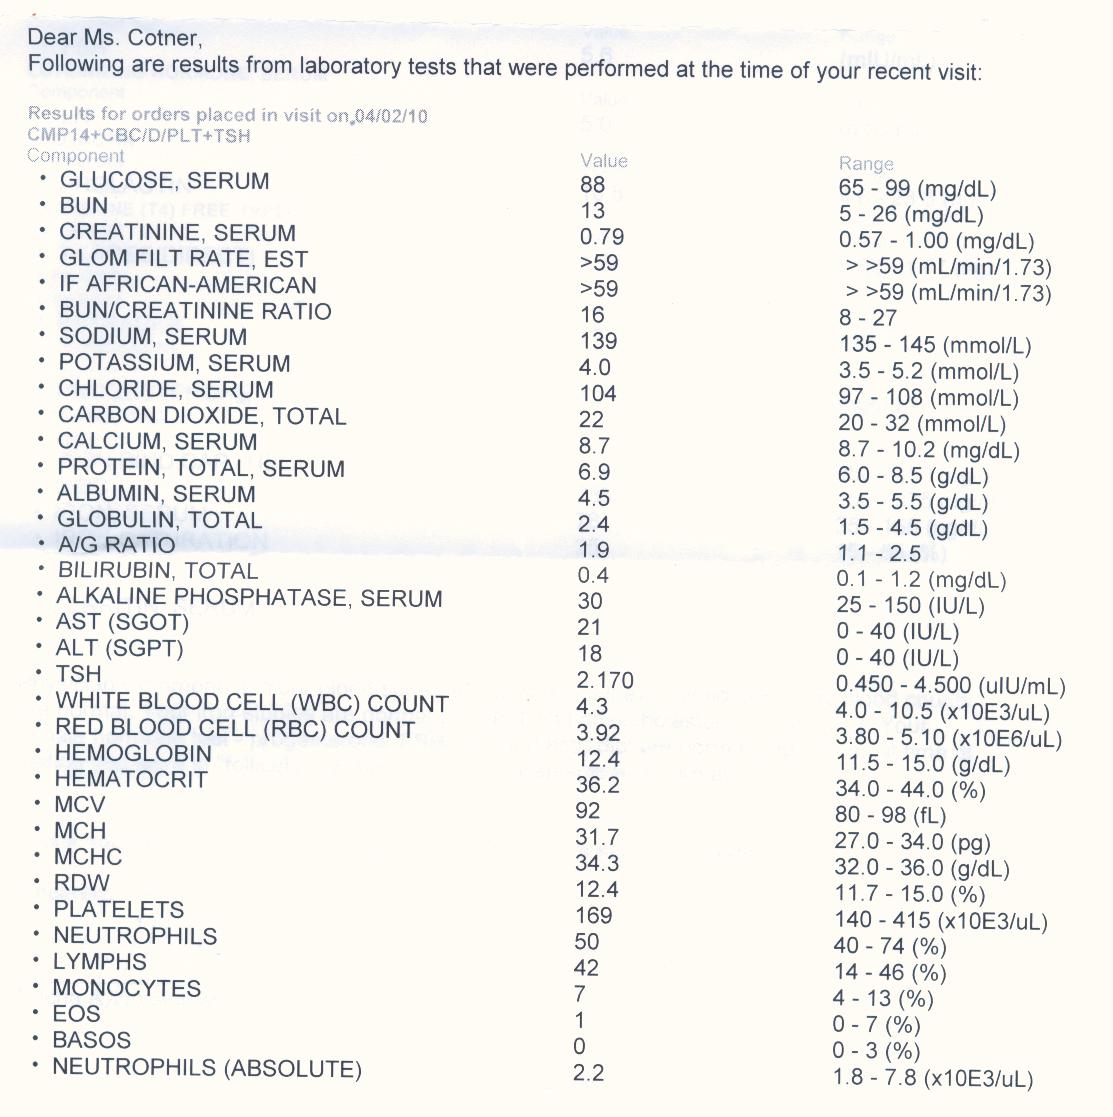 Dear Ms. Cotner,
Following are results from laboratory tests that were performed at the time of your recent visit:
Results for orders placed in visit on 04/02/10
CMP14+CBC/D/PLT+TSH
Component Value Range
• GLUCOSE, SERUM 88 65 - 99 (mg/dL)
• BUN 13 5 - 26 (mg/dL)
• CREATININE, SERUM 0.79 0.57 - 1.00 (mg/dL)
• GLOM FILT RATE, EST >59 > >59 (mL/min/1.73)
• IF AFRICAN-AMERICAN >59 > >59 (mL/min/1.73)
• BUN/CREATININE RATIO 16 8 - 27
• SODIUM, SERUM 139 135 - 145 (mmol/L)
• POTASSIUM, SERUM 4.0 3.5 - 5.2 (mmol/L)
• CHLORIDE, SERUM 104 97 - 108 (mmol/L)
• CARBON DIOXIDE, TOTAL 22 20 - 32 (mmol/L)
• CALCIUM, SERUM 8.7 8.7 - 10.2 (mg/dL)
• PROTEIN, TOTAL, SERUM 6.9 6.0 - 8.5 (g/dL)
• ALBUMIN, SERUM 4.5 3.5 - 5.5 (g/dL)
• GLOBULIN, TOTAL 2.4 1.5 - 4.5 (g/dL)
• A/G RATIO 1.9 1.1 - 2.5
• BILIRUBIN, TOTAL 0.4 0.1 - 1.2 (mg/dL)
• ALKALINE PHOSPHATASE, SERUM 30 25 - 150 (IU/L)
• AST (SGOT) 21 0 - 40 (IU/L)
• ALT (SGPT) 18 0 - 40 (IU/L)
• TSH 2.170 0.450 - 4.500 (uIU/mL)
• WHITE BLOOD CELL (WBC) COUNT 4.3 4.0 - 10.5 (x10E3/uL)
• RED BLOOD CELL (RBC) COUNT 3.92 3.80 - 5.10 (x10E6/uL)
• HEMOGLOBIN 12.4 11.5 - 15.0 (g/dL)
• HEMATOCRIT 36.2 34.0 - 44.0 (%)
• MCV 92 80 - 98 (fL)
• MCH 31.7 27.0 - 34.0 (pg)
• MCHC 34.3 32.0 - 36.0 (g/dL)
• RDW 12.4 11.7 - 15.0 (%)
• PLATELETS 169 140 - 415 (x10E3/uL)
• NEUTROPHILS 50 40 - 74 (%)
• LYMPHS 42 14 - 46 (%)
• MONOCYTES 7 4 - 13 (%)
• EOS 1 0 - 7 (%)
• BASOS 0 0 - 3 (%)
• NEUTROPHILS (ABSOLUTE) 2.2 1.8 - 7.8 (x10E3/uL)